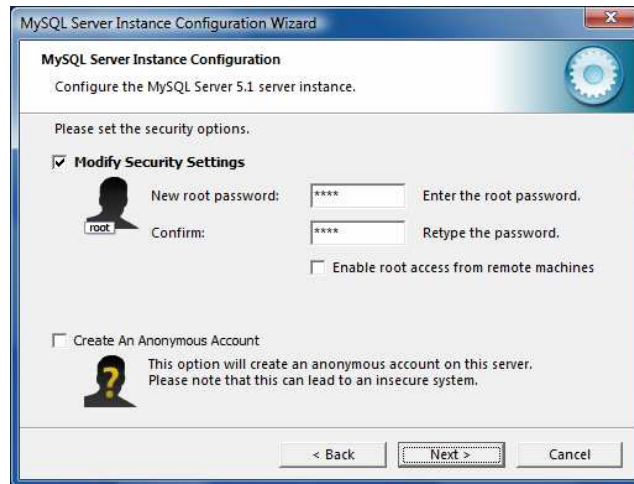 MySQL Server Instance Configuration Wizard
MySQL Server Instance Configuration
Configure the MySQL Server 5.1 server instance.
Please set the security options.
Modify Security Settings
New root password: **** Enter the root password.
root
Confirm: **** Retype the password.
Enable root access from remote machines
Create An Anonymous Account
This option will create an anonymous account on this server.
Please note that this can lead to an insecure system.
< Back Next > Cancel